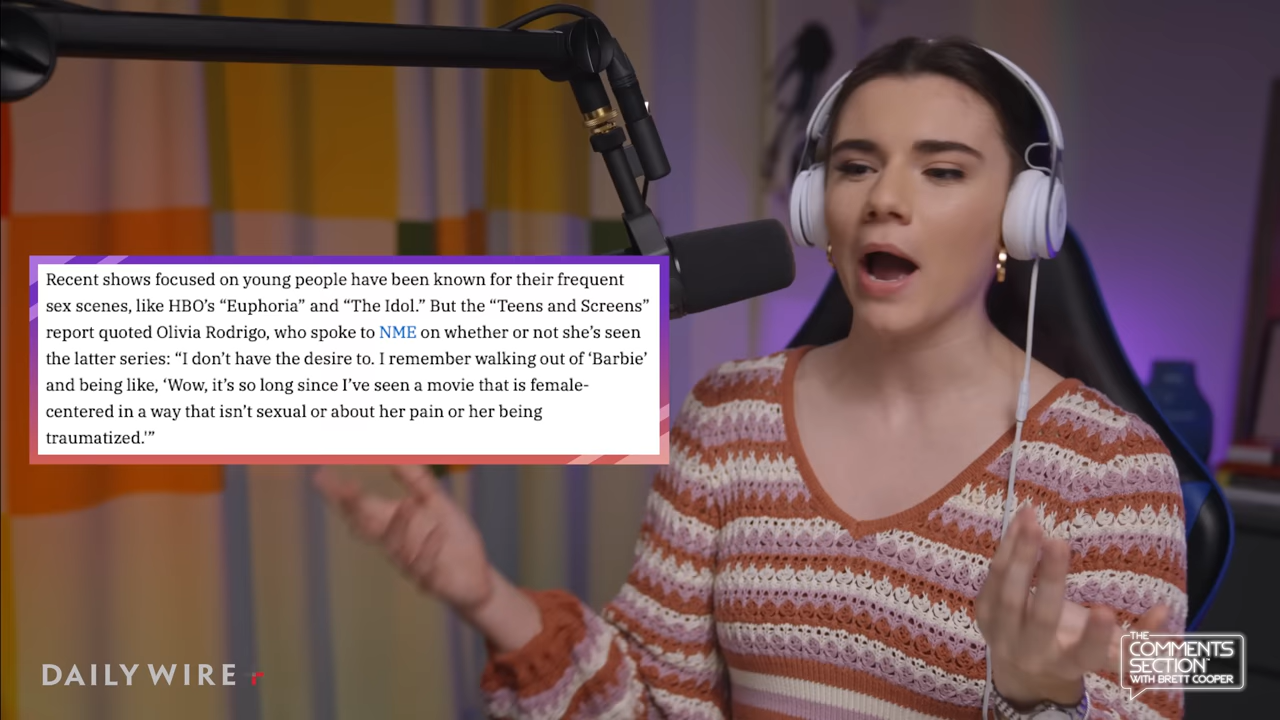 Recent shows focused on young people have been known for their frequent
sex scenes, like HBO’s “Euphoria” and “The Idol.” But the “Teens and Screens”
report quoted Olivia Rodrigo, who spoke to NME on whether or not she’s seen
the latter series: “I don’t have the desire to. I remember walking out of ‘Barbie’
and being like, ‘Wow, it’s so long since I’ve seen a movie that is female-
centered in a way that isn’t sexual or about her pain or her being
traumatized.’”
DAILY WIRE +
THE
COMMENTS
SECTION™
WITH BRETT COOPER